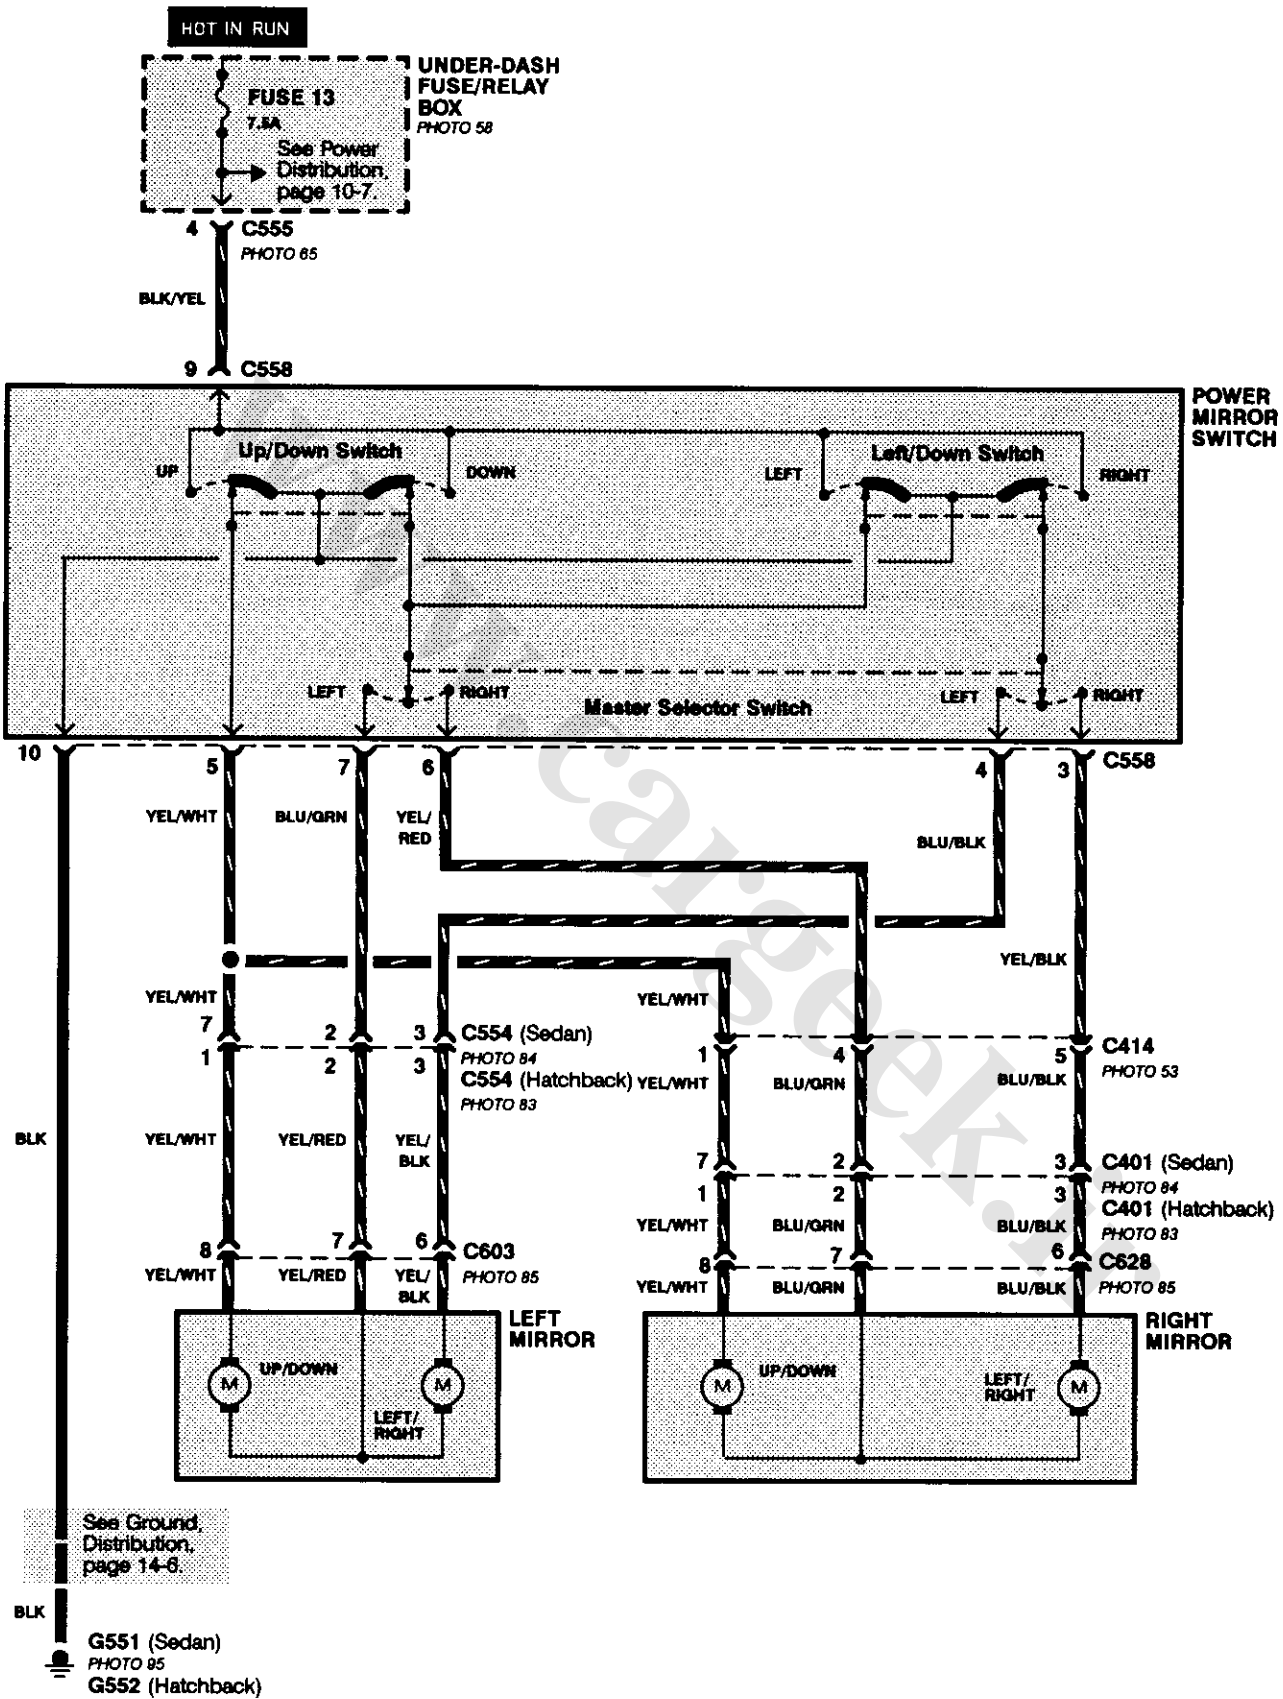 HOT IN RUN
UNDER-DASH
FUSE/RELAY
BOX
PHOTO 58
FUSE 13
7.5A
See Power
Distribution,
page 10-7.
4 C555
PHOTO 65
BLK/YEL
9 C558
POWER
MIRROR
SWITCH
Up/Down Switch
Left/Down Switch
UP
DOWN
LEFT
RIGHT
LEFT
RIGHT
Master Selector Switch
LEFT
RIGHT
10
5
7
6
4
3
C558
YEL/WHT
BLU/GRN
YEL/
RED
BLU/BLK
YEL/BLK
YEL/WHT
YEL/WHT
7
2
3
C554 (Sedan)
PHOTO 84
1
2
3
C554 (Hatchback)
PHOTO 83
1
4
5
C414
PHOTO 53
YEL/WHT
BLU/GRN
BLU/BLK
BLK
YEL/WHT
YEL/RED
YEL/
BLK
7
2
3
C401 (Sedan)
PHOTO 84
1
2
3
C401 (Hatchback)
PHOTO 83
YEL/WHT
BLU/GRN
BLU/BLK
8
7
6
C603
PHOTO 85
8
7
6
C628
PHOTO 85
YEL/WHT
YEL/RED
YEL/
BLK
YEL/WHT
BLU/GRN
BLU/BLK
LEFT
MIRROR
RIGHT
MIRROR
M
UP/DOWN
M
LEFT/
RIGHT
M
UP/DOWN
LEFT/
RIGHT
M
See Ground,
Distribution,
page 14-6.
BLK
G551 (Sedan)
PHOTO 95
G552 (Hatchback)
www.cargeek.ir